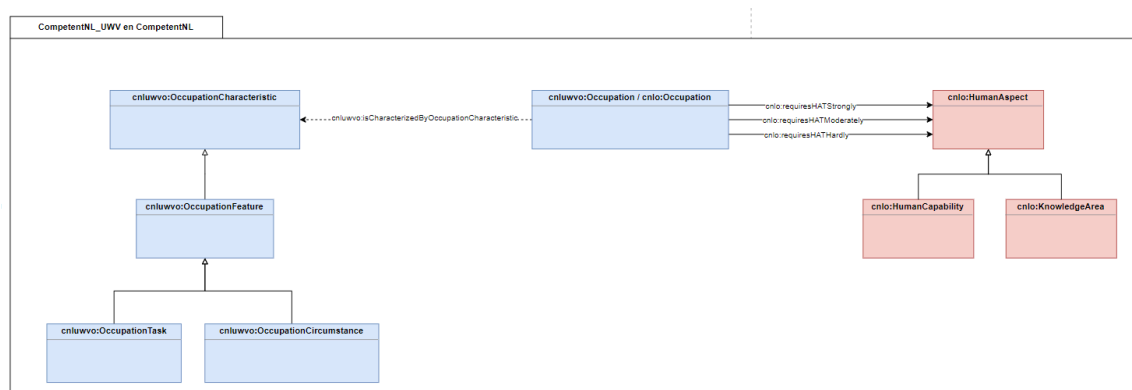 CompetentNL_UWV en CompetentNL
cnluwvo:OccupationCharacteristic
cnluwvo:Occupation / cnlo:Occupation
cnlo:HumanAspect
cnlo:requiresHATStrongly
cnluwvo:isCharacterizedByOccupationCharacteristic
cnlo:requiresHATModerately
cnlo:requiresHATHardly
cnluwvo:OccupationFeature
cnlo:HumanCapability
cnlo:KnowledgeArea
cnluwvo:OccupationTask
cnluwvo:OccupationCircumstance